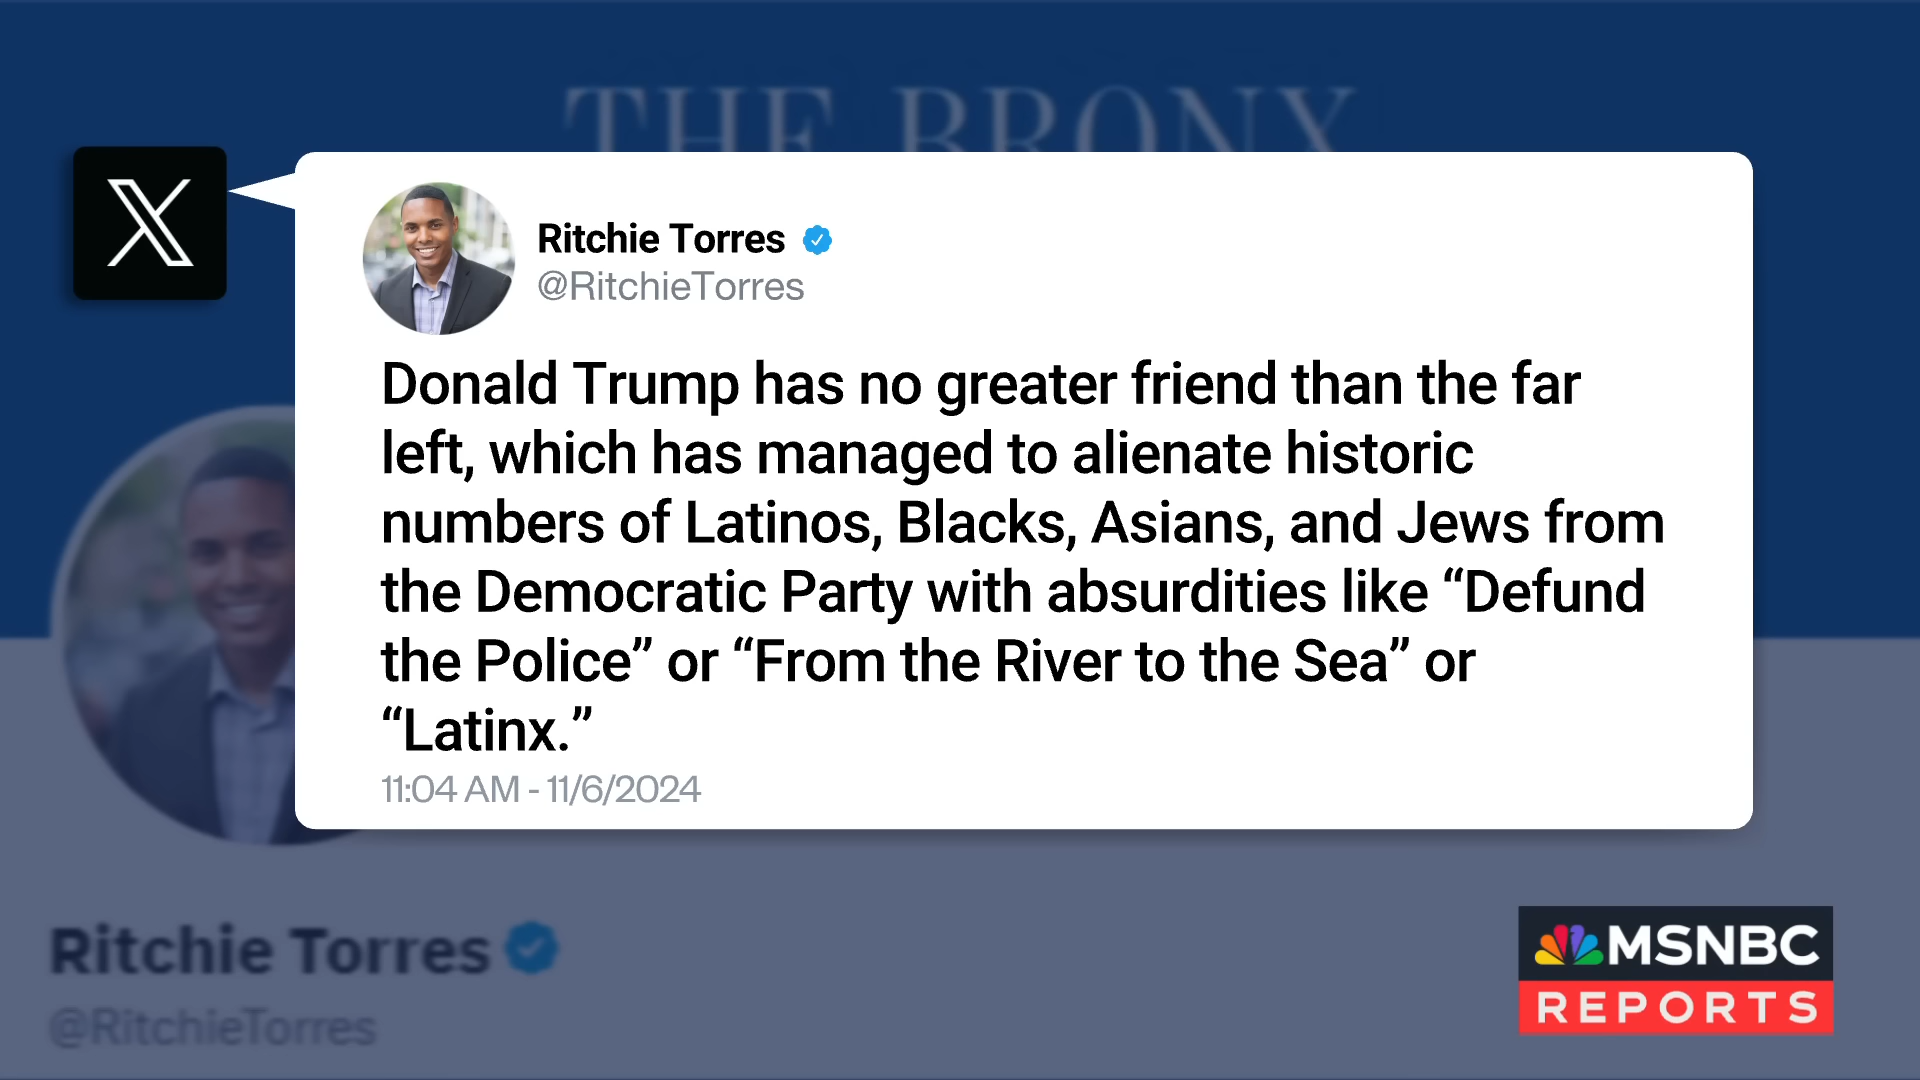 THE BRONX
Ritchie Torres
@RitchieTorres
Donald Trump has no greater friend than the far
left, which has managed to alienate historic
numbers of Latinos, Blacks, Asians, and Jews from
the Democratic Party with absurdities like “Defund
the Police” or “From the River to the Sea” or
“Latinx.”
11:04 AM - 11/6/2024
Ritchie Torres
@RitchieTorres
MSNBC
REPORTS